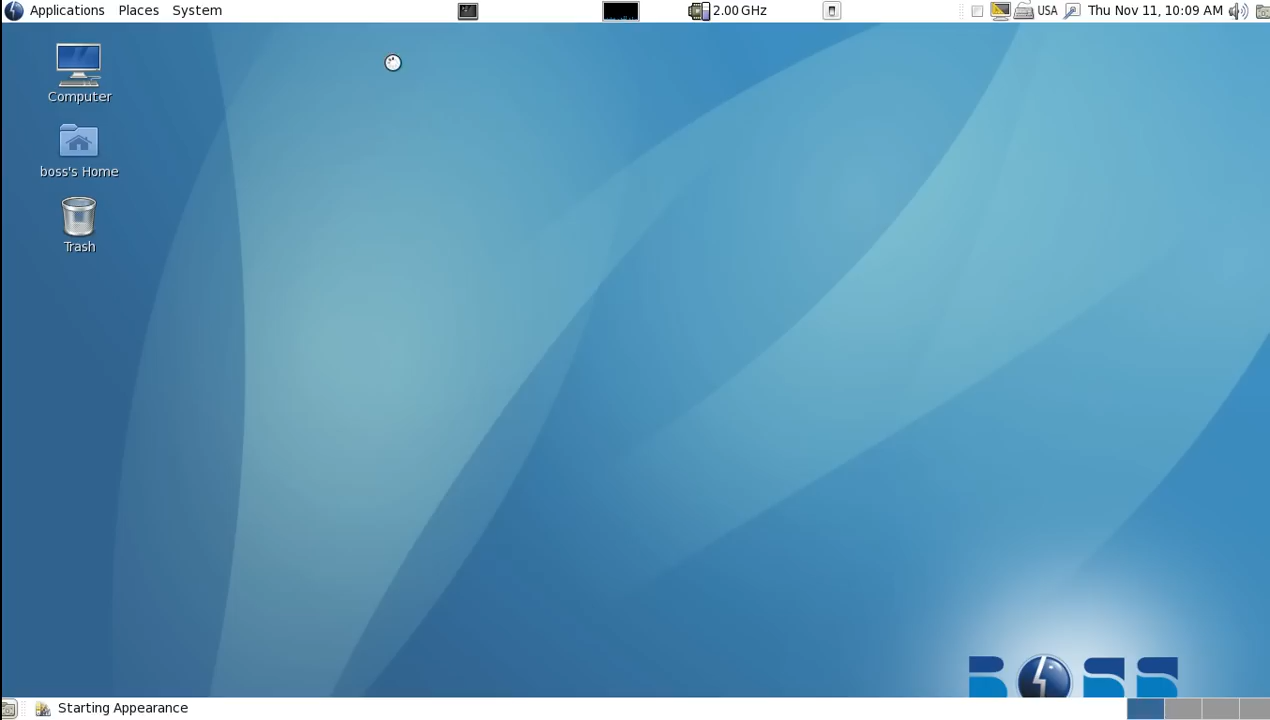 Applications Places System 2.00 GHz USA Thu Nov 11, 10:09 AM
Computer
boss's Home
Trash
BOSS
Starting Appearance